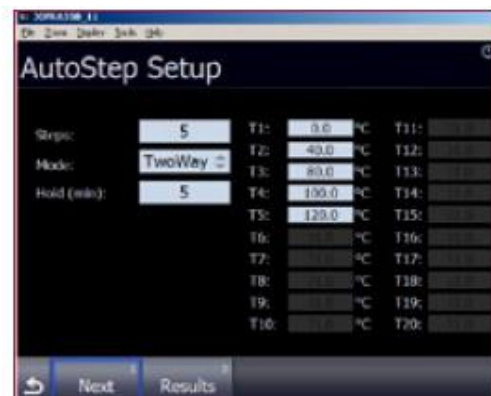 AutoStep Setup
Steps: 5
Mode: TwoWay
Hold (min): 5
T1: 0.0 °C
T2: 40.0 °C
T3: 80.0 °C
T4: 100.0 °C
T5: 120.0 °C
T6: °C
T7: °C
T8: °C
T9: °C
T10: °C
T11:
T12:
T13:
T14:
T15:
T16:
T17:
T18:
T19:
T20:
Next
Results